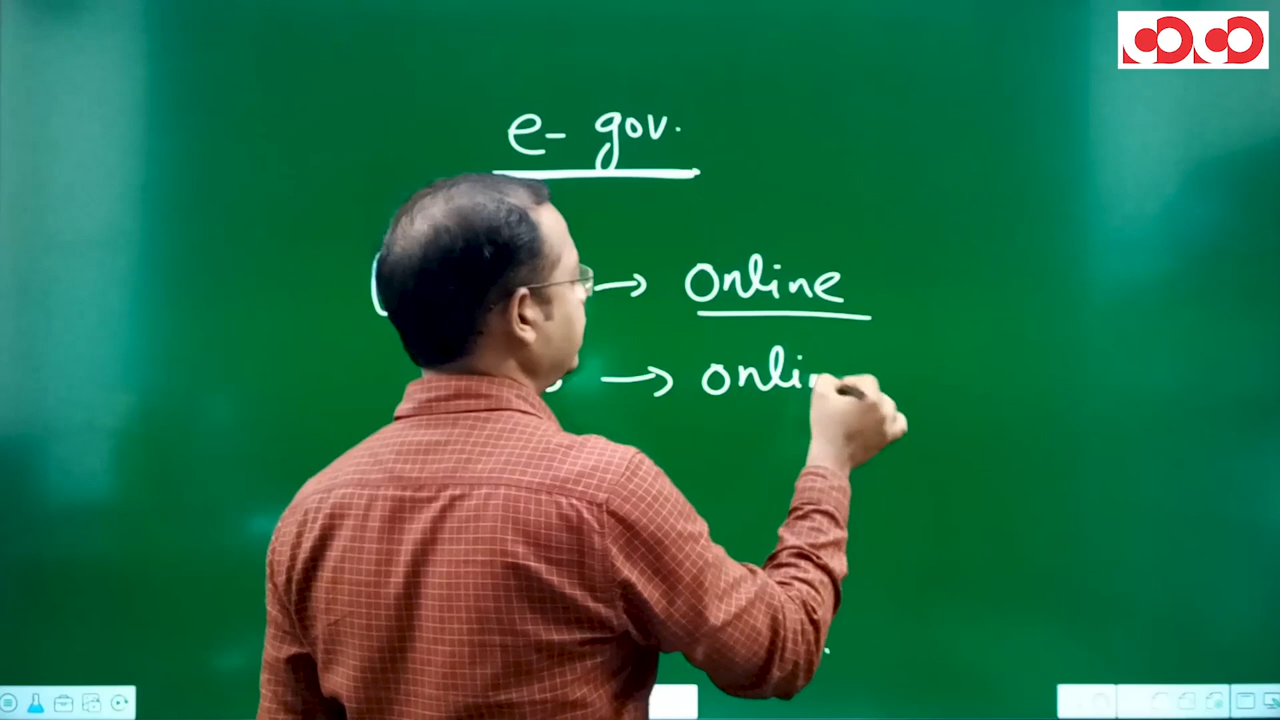 e- gov.
→ Online
→ onli